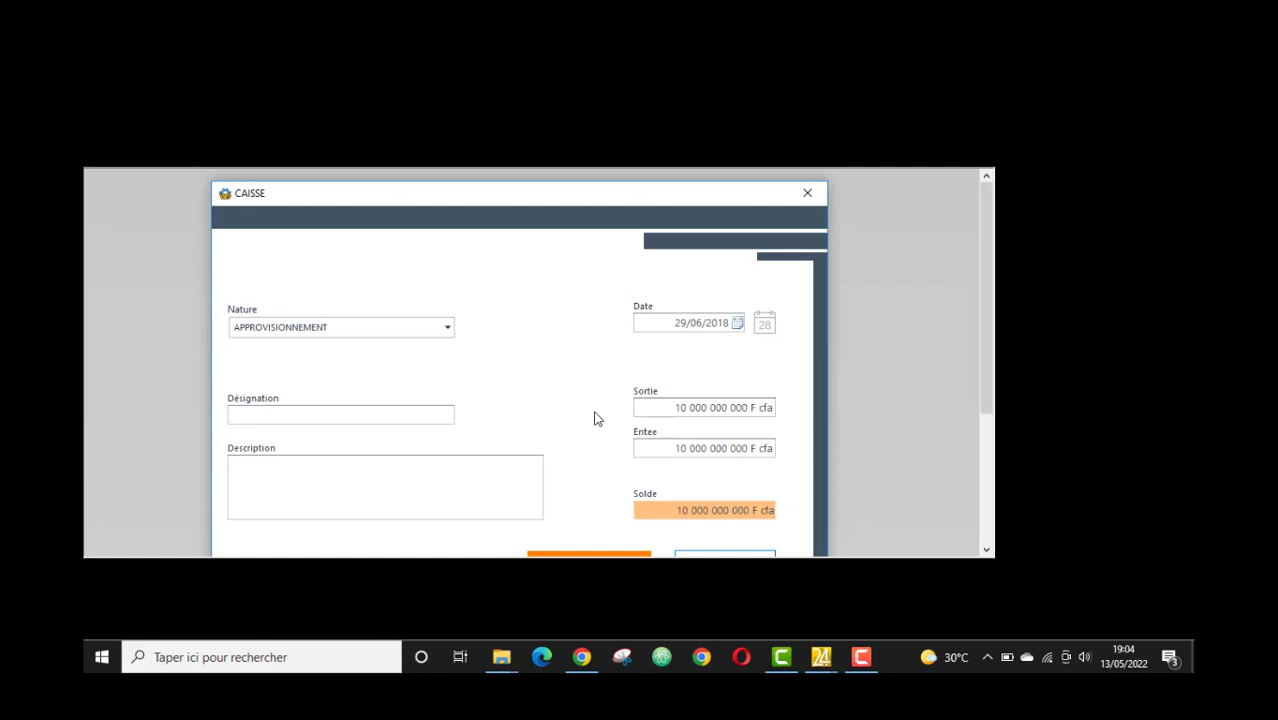 CAISSE
Nature
APPROVISIONNEMENT
Date
29/06/2018
28
Désignation
Description
Sortie
10 000 000 000 F cfa
Entee
10 000 000 000 F cfa
Solde
10 000 000 000 F cfa
Taper ici pour rechercher
24
30°C
19:04
13/05/2022
3